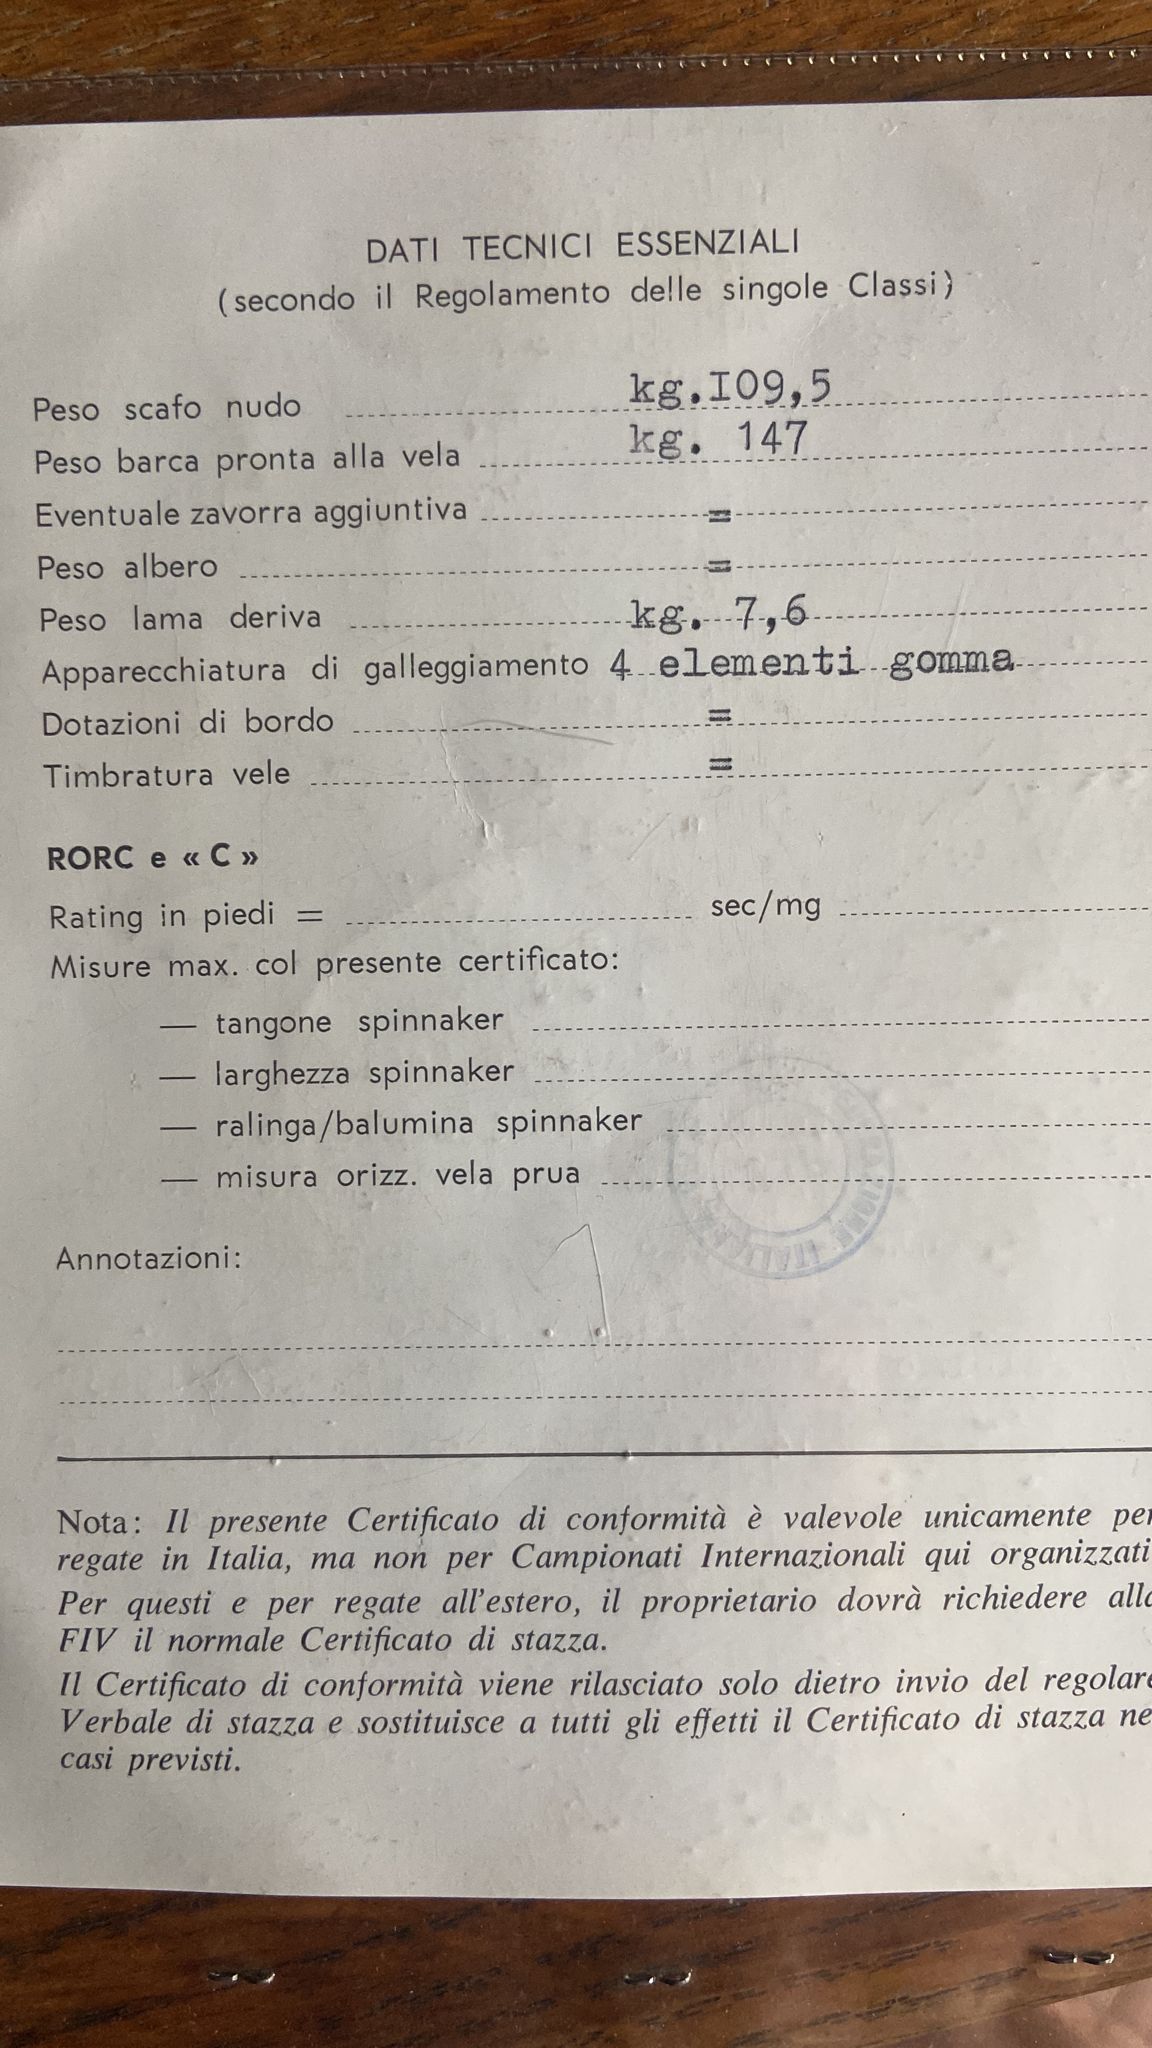 DATI TECNICI ESSENZIALI
(secondo il Regolamento delle singole Classi)
Peso scafo nudo kg.I09,5
Peso barca pronta alla vela kg. 147
Eventuale zavorra aggiuntiva =
Peso albero =
Peso lama deriva kg. 7,6
Apparecchiatura di galleggiamento 4 elementi gomma
Dotazioni di bordo =
Timbratura vele =
RORC e « C »
Rating in piedi = sec/mg
Misure max. col presente certificato:
— tangone spinnaker
— larghezza spinnaker
— ralinga/balumina spinnaker
— misura orizz. vela prua
Annotazioni:
Nota: Il presente Certificato di conformità è valevole unicamente per
regate in Italia, ma non per Campionati Internazionali qui organizzati
Per questi e per regate all'estero, il proprietario dovrà richiedere alla
FIV il normale Certificato di stazza.
Il Certificato di conformità viene rilasciato solo dietro invio del regolare
Verbale di stazza e sostituisce a tutti gli effetti il Certificato di stazza ne
casi previsti.